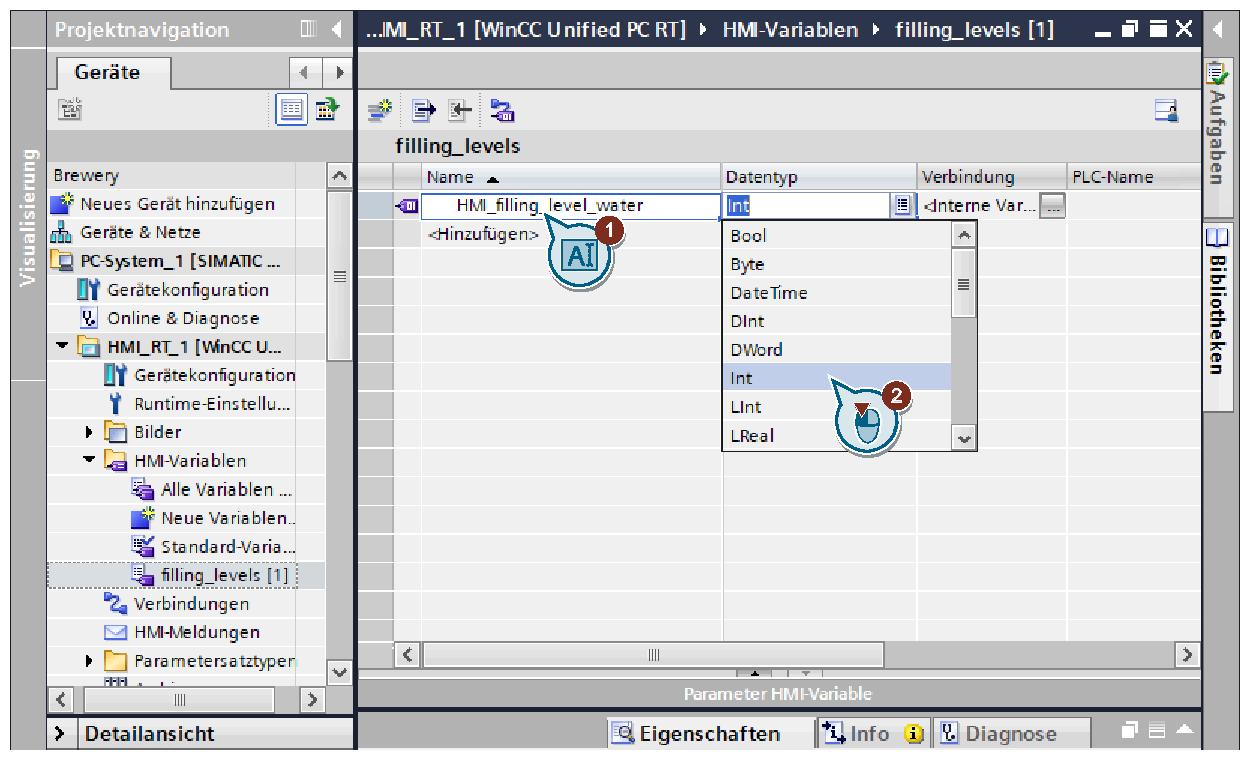 Visualisierung
Projektnavigation
Geräte
Brewery
Neues Gerät hinzufügen
Geräte & Netze
PC-System_1 [SIMATIC ...
Gerätekonfiguration
Online & Diagnose
HMI_RT_1 [WinCC U...
Gerätekonfiguration
Runtime-Einstellu...
Bilder
HMI-Variablen
Alle Variablen ...
Neue Variablen..
Standard-Varia...
filling_levels [1]
Verbindungen
HMI-Meldungen
Parametersatztypen
Detailansicht
...IMI_RT_1 [WinCC Unified PC RT] HMI-Variablen filling_levels [1]
filling_levels
Name Datentyp Verbindung PLC-Name
HMI_filling_level_water Int <Interne Var... ...
<Hinzufügen>
1
AI
Bool
Byte
DateTime
DInt
DWord
Int
LInt
LReal
2
Parameter HMI-Variable
Eigenschaften Info Diagnose
Aufgaben
Bibliotheken